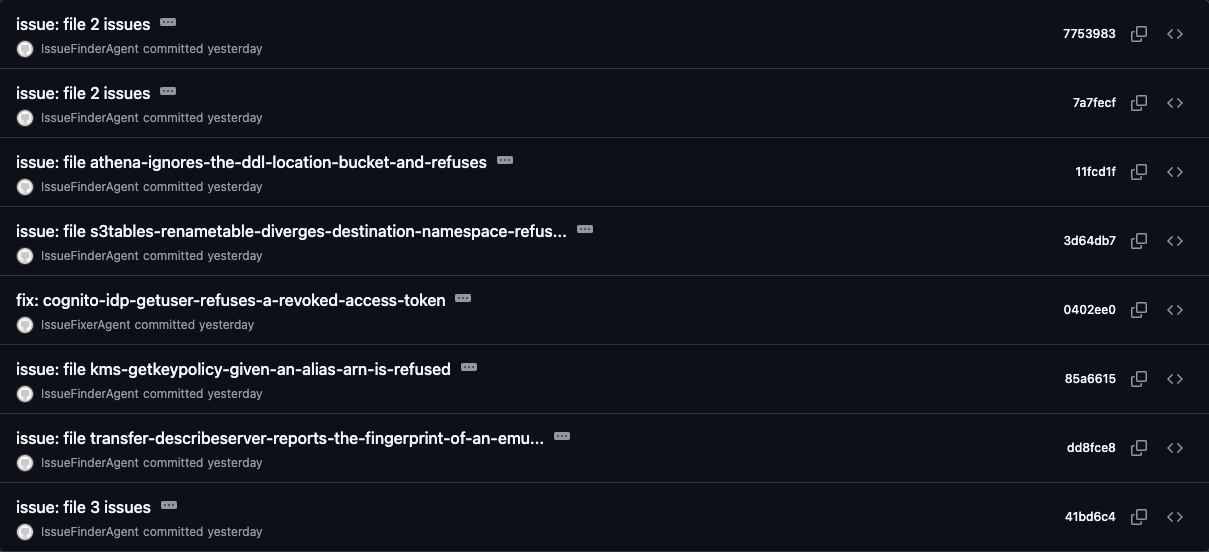 issue: file 2 issues
IssueFinderAgent committed yesterday
7753983
issue: file 2 issues
IssueFinderAgent committed yesterday
7a7fecf
issue: file athena-ignores-the-ddl-location-bucket-and-refuses
IssueFinderAgent committed yesterday
11fcd1f
issue: file s3tables-renametable-diverges-destination-namespace-refus...
IssueFinderAgent committed yesterday
3d64db7
fix: cognito-idp-getuser-refuses-a-revoked-access-token
IssueFixerAgent committed yesterday
0402ee0
issue: file kms-getkeypolicy-given-an-alias-arn-is-refused
IssueFinderAgent committed yesterday
85a6615
issue: file transfer-describeserver-reports-the-fingerprint-of-an-emu...
IssueFinderAgent committed yesterday
dd8fce8
issue: file 3 issues
IssueFinderAgent committed yesterday
41bd6c4